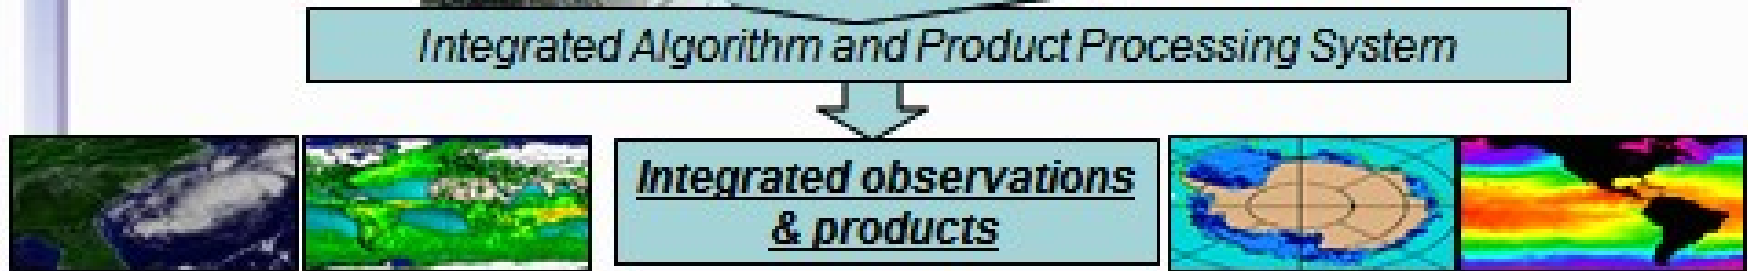 Integrated Algorithm and Product Processing System
Integrated observations
& products